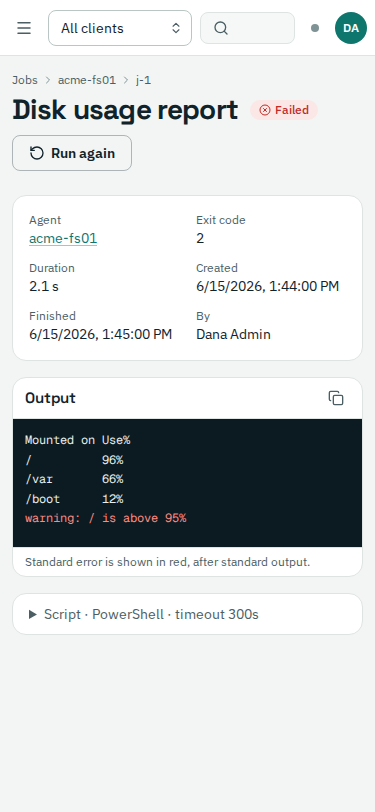 All clients
DA
Jobs > acme-fs01 > j-1
Disk usage report
Failed
Run again
Agent
Exit code
acme-fs01
2
Duration
Created
2.1 s
6/15/2026, 1:44:00 PM
Finished
By
6/15/2026, 1:45:00 PM
Dana Admin
Output
Mounted on Use%
/ 96%
/var 66%
/boot 12%
warning: / is above 95%
Standard error is shown in red, after standard output.
Script · PowerShell · timeout 300s